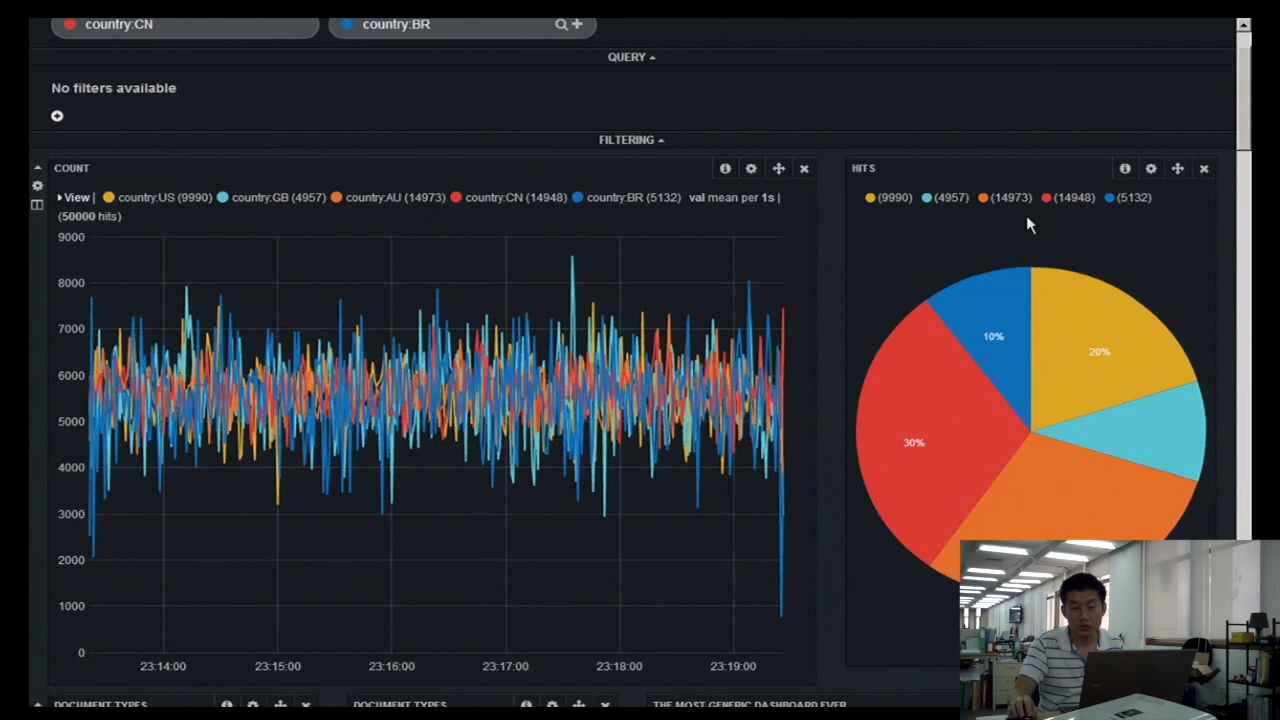 country:CN
country:BR
QUERY
No filters available
FILTERING
COUNT
View | country:US (9990) country:GB (4957) country:AU (14973) country:CN (14948) country:BR (5132) val mean per 1s |
(50000 hits)
9000
8000
7000
6000
5000
4000
3000
2000
1000
0
23:14:00 23:15:00 23:16:00 23:17:00 23:18:00 23:19:00
HITS
(9990) (4957) (14973) (14948) (5132)
10%
20%
30%
DOCUMENT TYPES
DOCUMENT TYPES
THE MOST GENERIC DASHBOARD EVER